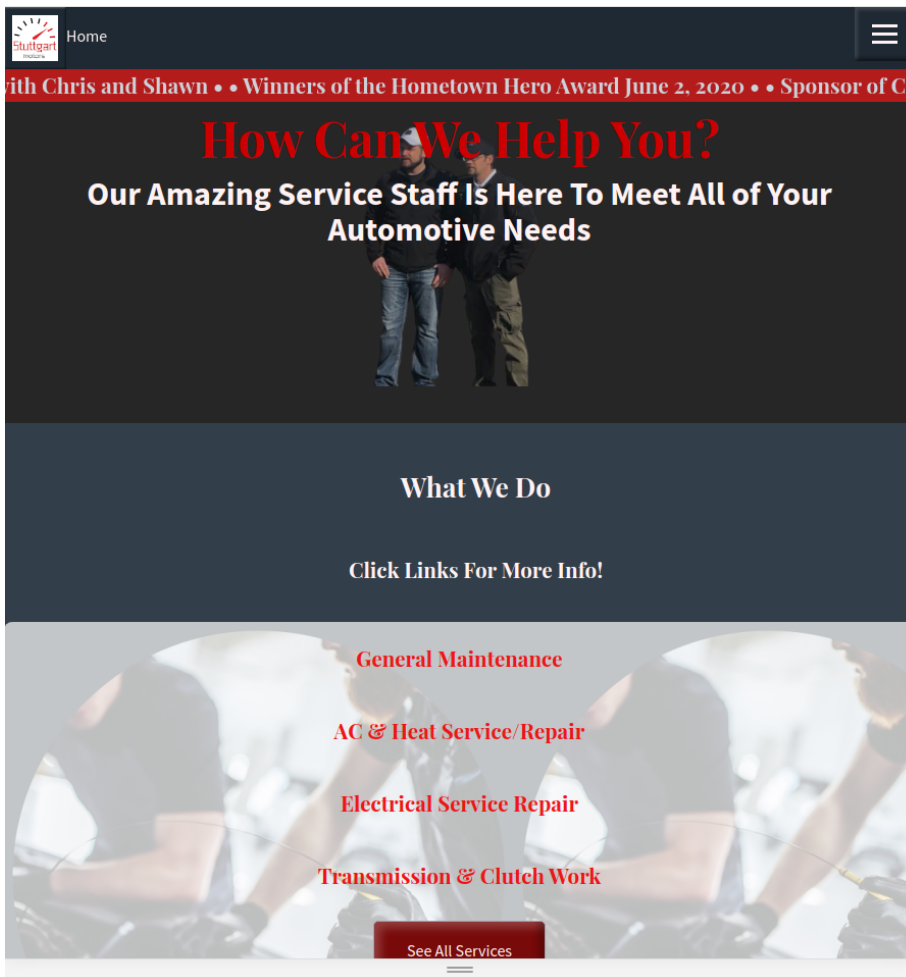 Stuttgart
motors
Home
ith Chris and Shawn • • Winners of the Hometown Hero Award June 2, 2020 • • Sponsor of C
How Can We Help You?
Our Amazing Service Staff Is Here To Meet All of Your
Automotive Needs
What We Do
Click Links For More Info!
General Maintenance
AC & Heat Service/Repair
Electrical Service Repair
Transmission & Clutch Work
See All Services